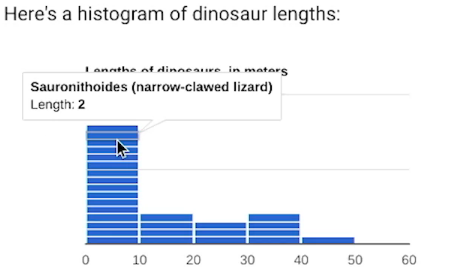 Here's a histogram of dinosaur lengths:
Lengths of dinosaurs, in meters
Sauronithoides (narrow-clawed lizard)
Length: 2
0 10 20 30 40 50 60